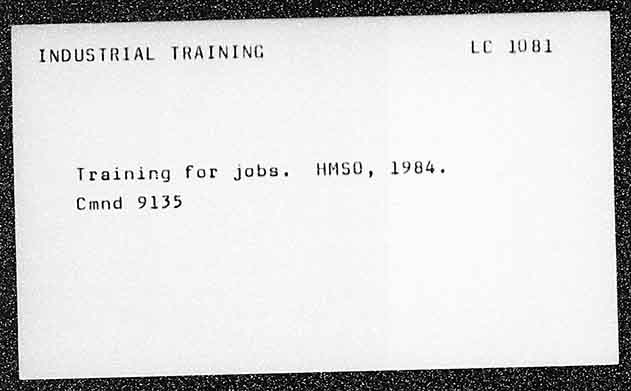 INDUSTRIAL TRAINING LC 1081
Training for jobs. HMSO, 1984.
Cmnd 9135